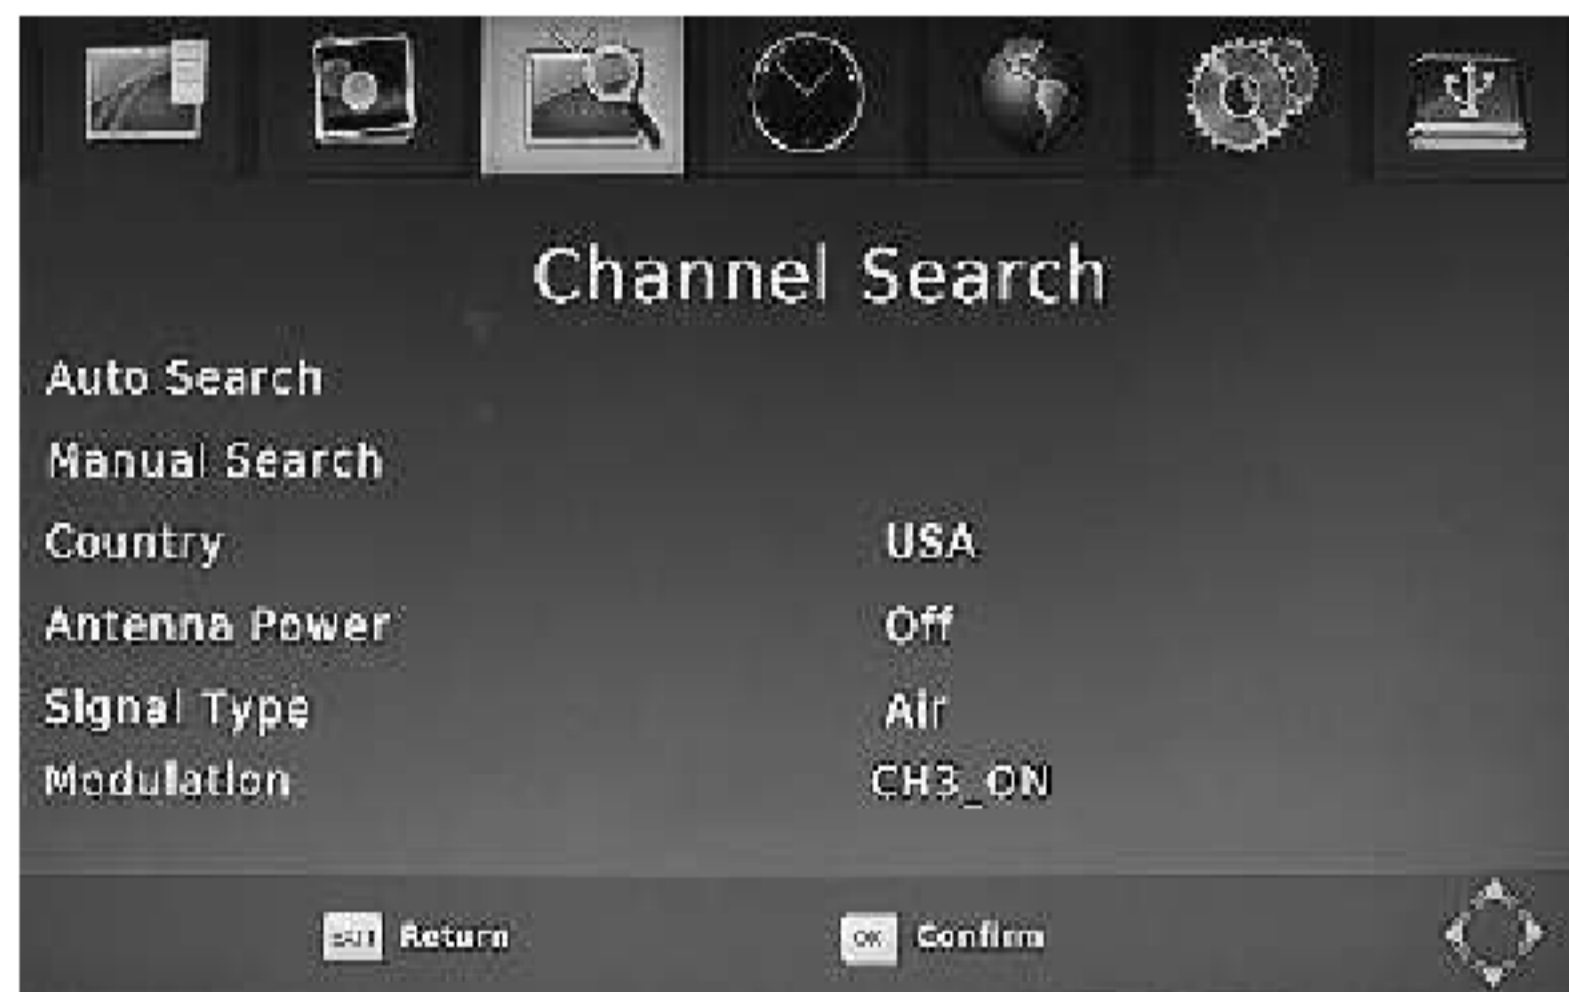 Channel Search
Auto Search
Manual Search
Country USA
Antenna Power Off
Signal Type Air
Modulation CH3_ON
EXIT Return OK Confirm